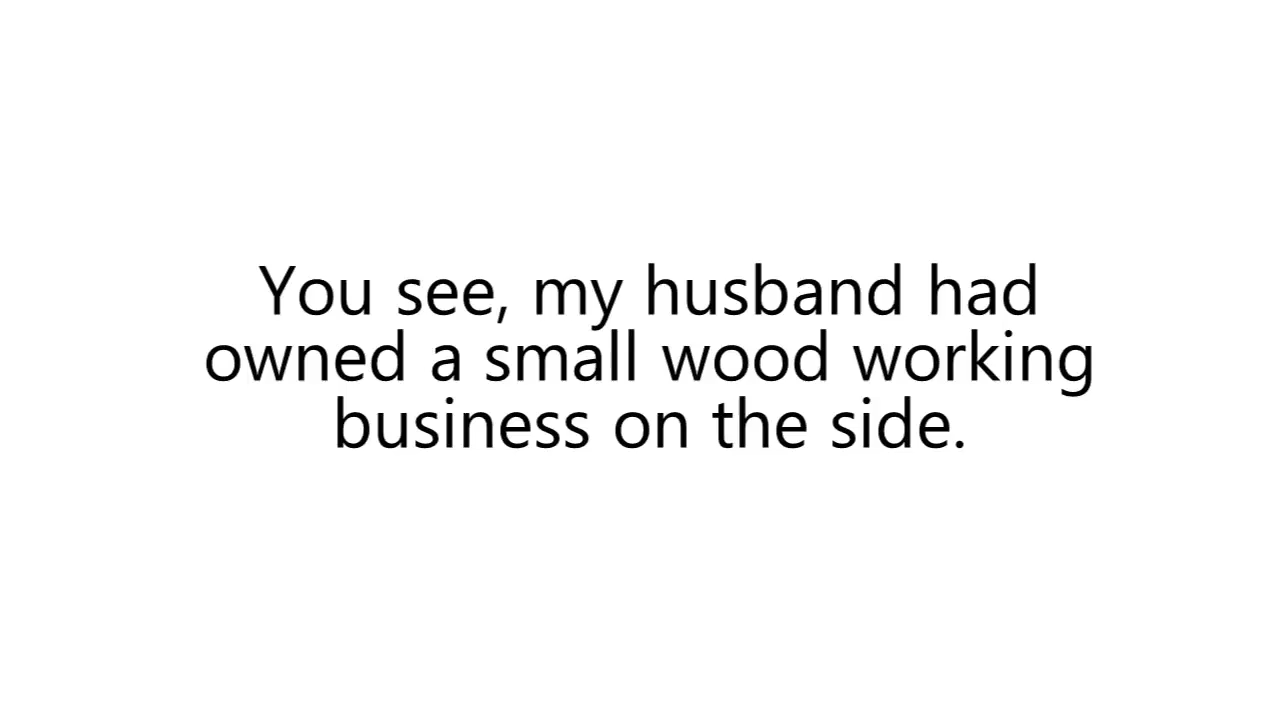 You see, my husband had
owned a small wood working
business on the side.